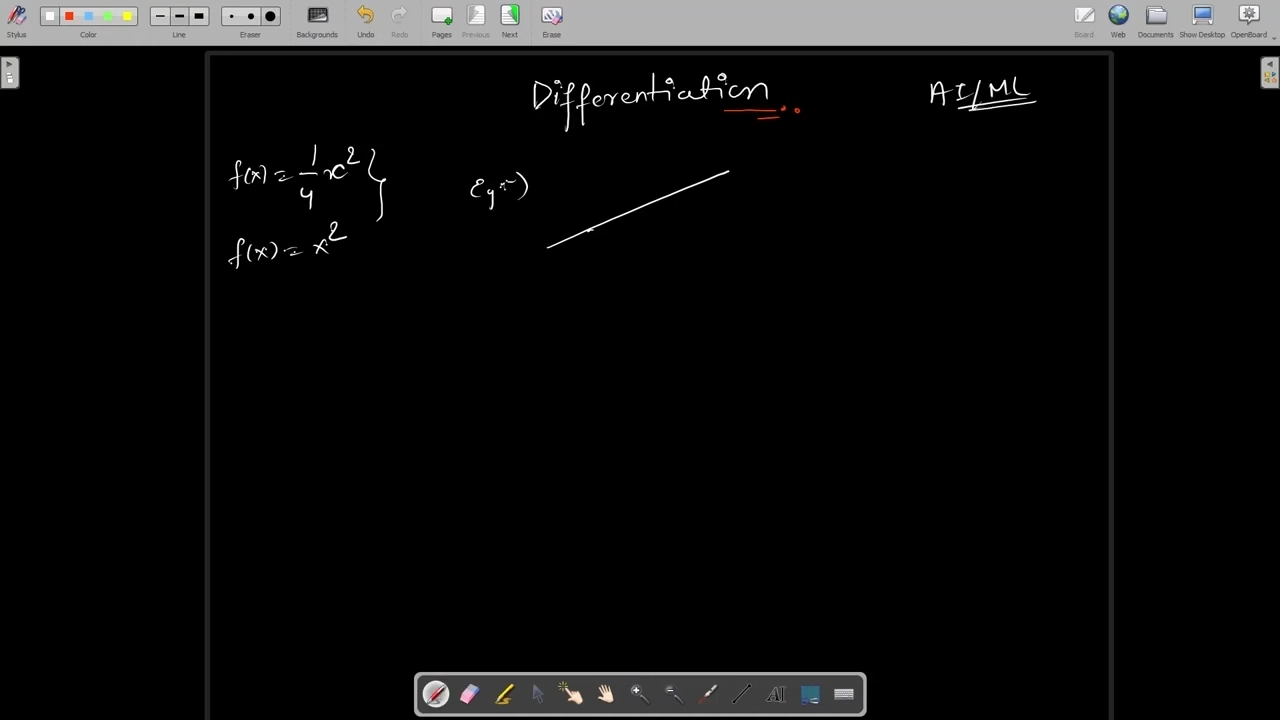 Stylus
Color
Line
Eraser
Backgrounds
Undo
Redo
Pages
Previous
Next
Erase
Board
Web
Documents
Show Desktop
OpenBoard
Differentiation
AI/ML
f(x) = 1/4 x²
f(x) = x²
AI